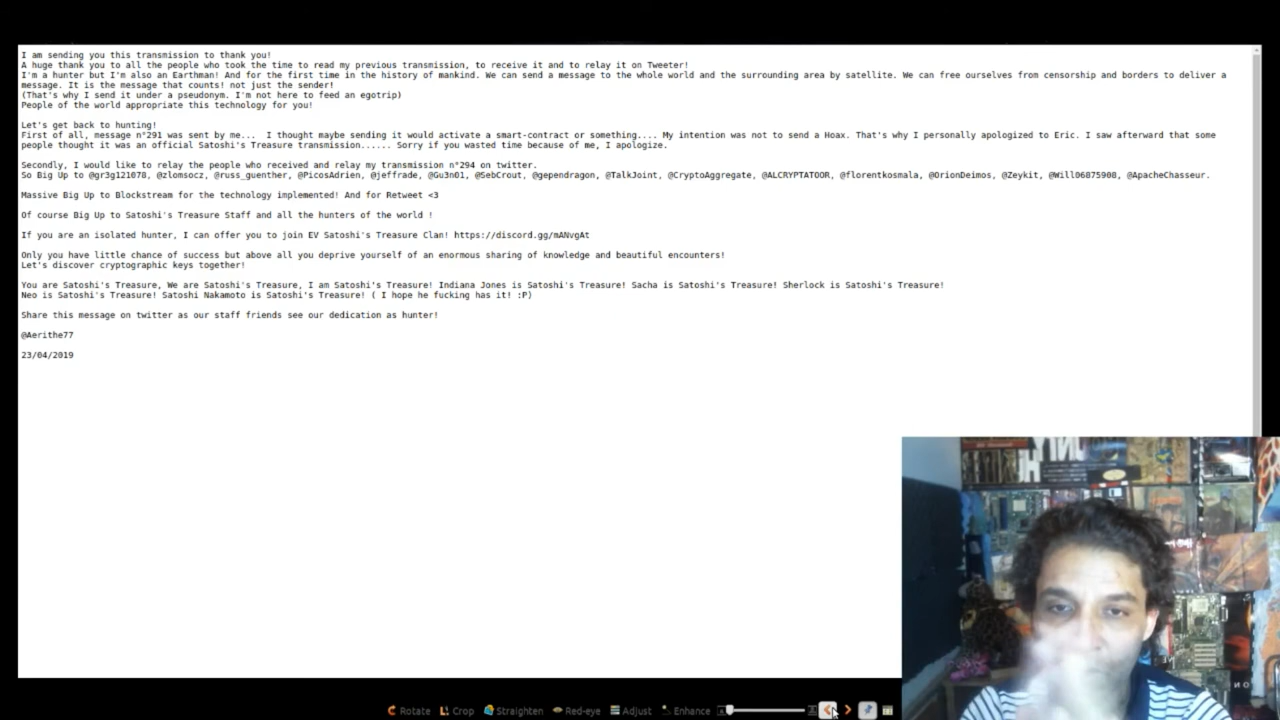 I am sending you this transmission to thank you!
A huge thank you to all the people who took the time to read my previous transmission, to receive it and to relay it on Tweeter!
I'm a hunter but I'm also an Earthman! And for the first time in the history of mankind. We can send a message to the whole world and the surrounding area by satellite. We can free ourselves from censorship and borders to deliver a
message. It is the message that counts! not just the sender!
(That's why I send it under a pseudonym. I'm not here to feed an egotrip)
People of the world appropriate this technology for you!
Let's get back to hunting!
First of all, message n°291 was sent by me...  I thought maybe sending it would activate a smart-contract or something.... My intention was not to send a Hoax. That's why I personally apologized to Eric. I saw afterward that some
people thought it was an official Satoshi's Treasure transmission...... Sorry if you wasted time because of me, I apologize.
Secondly, I would like to relay the people who received and relay my transmission n°294 on twitter.
So Big Up to @gr3g121078, @zlomsocz, @russ_guenther, @PicosAdrien, @jeffrade, @Gu3n01, @SebCrout, @gependragon, @TalkJoint, @CryptoAggregate, @ALCRYPTATOOR, @florentkosmala, @OrionDeimos, @Zeykit, @Will06875908, @ApacheChasseur.
Massive Big Up to Blockstream for the technology implemented! And for Retweet <3
Of course Big Up to Satoshi's Treasure Staff and all the hunters of the world !
If you are an isolated hunter, I can offer you to join EV Satoshi's Treasure Clan! https://discord.gg/mANvgAt
Only you have little chance of success but above all you deprive yourself of an enormous sharing of knowledge and beautiful encounters!
Let's discover cryptographic keys together!
You are Satoshi's Treasure, We are Satoshi's Treasure, I am Satoshi's Treasure! Indiana Jones is Satoshi's Treasure! Sacha is Satoshi's Treasure! Sherlock is Satoshi's Treasure!
Neo is Satoshi's Treasure! Satoshi Nakamoto is Satoshi's Treasure! ( I hope he fucking has it! :P)
Share this message on twitter as our staff friends see our dedication as hunter!
@Aerithe77
23/04/2019
Rotate Crop Straighten Red-eye Adjust Enhance